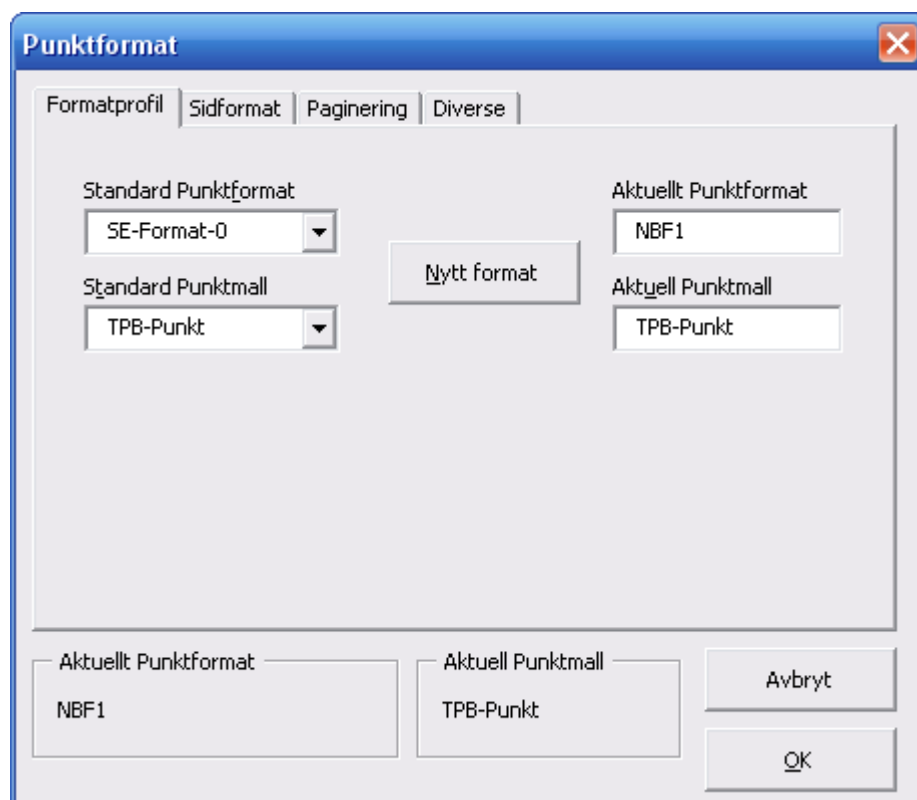 Punktformat
Formatprofil Sidformat Paginering Diverse
Standard Punktformat Aktuellt Punktformat
SE-Format-0 NBF1
Nytt format
Standard Punktmall Aktuell Punktmall
TPB-Punkt TPB-Punkt
Aktuellt Punktformat Aktuell Punktmall
Avbryt
NBF1 TPB-Punkt
OK